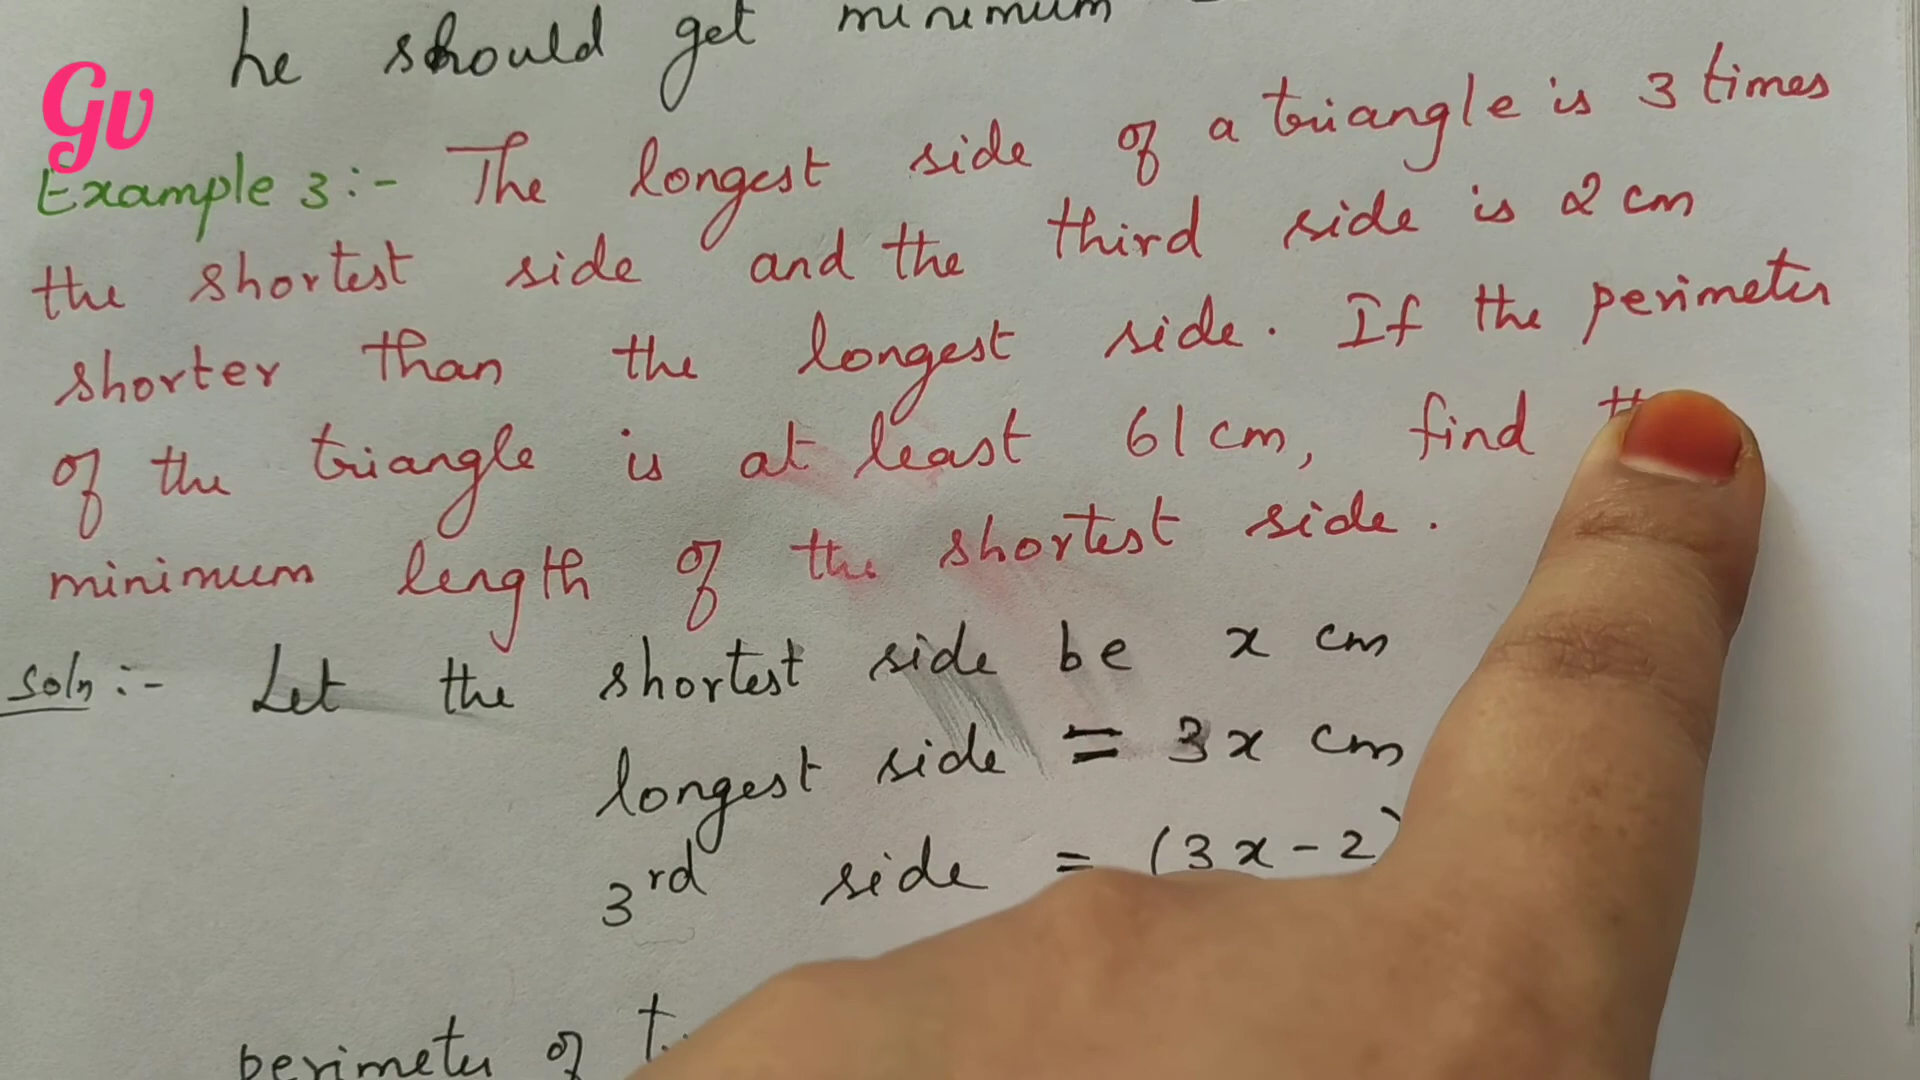 he should get minimum
Gv
Example 3:- The longest side of a triangle is 3 times
the shortest side and the third side is 2 cm
shorter than the longest side. If the perimeter
of the triangle is at least 61 cm, find
minimum length of the shortest side.
Soln:- Let the shortest side be x cm
longest side = 3x cm
3rd side = (3x-2)
perimeter of